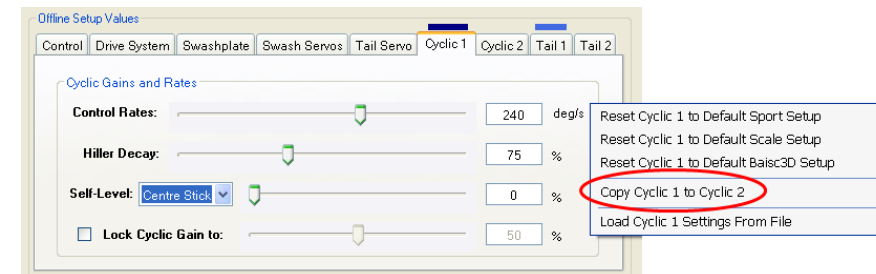 Offline Setup Values
Control Drive System Swashplate Swash Servos Tail Servo Cyclic 1 Cyclic 2 Tail 1 Tail 2
Cyclic Gains and Rates
Control Rates: 240 deg/s
Hiller Decay: 75 %
Self-Level: Centre Stick 0 %
Lock Cyclic Gain to: 50 %
Reset Cyclic 1 to Default Sport Setup
Reset Cyclic 1 to Default Scale Setup
Reset Cyclic 1 to Default Baisc3D Setup
Copy Cyclic 1 to Cyclic 2
Load Cyclic 1 Settings From File